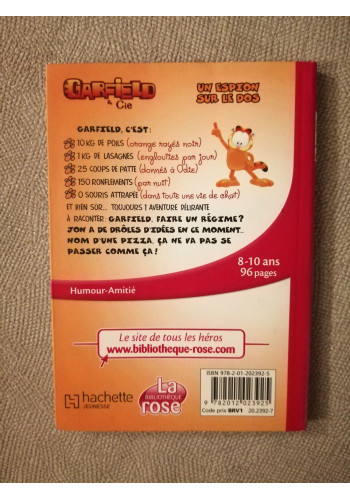 GARFIELD
& Cie
UN ESPION
SUR LE DOS
GARFIELD, C'EST :
10 KG DE POILS (orange rayés noir)
1 KG DE LASAGNES (englouties par jour)
25 COUPS DE PATTE (donnés à Odie)
150 RONFLEMENTS (par nuit)
0 SOURIS ATTRAPÉE (dans toute une vie de chat)
ET BIEN SÛR... TOUJOURS 1 AVENTURE DÉLIRANTE
À RACONTER. GARFIELD, FAIRE UN RÉGIME?
JON A DE DRÔLES D'IDÉES EN CE MOMENT...
NOM D'UNE PIZZA, ÇA NE VA PAS SE
PASSER COMME ÇA !
8-10 ans
96 pages
Humour-Amitié
Le site de tous les héros
www.bibliotheque-rose.com
ISBN 978-2-01-202392-5
9 782012 023925
Code prix BRV1 20.2392-7
hachette
JEUNESSE
La
BIBLIOTHÈQUE
rose